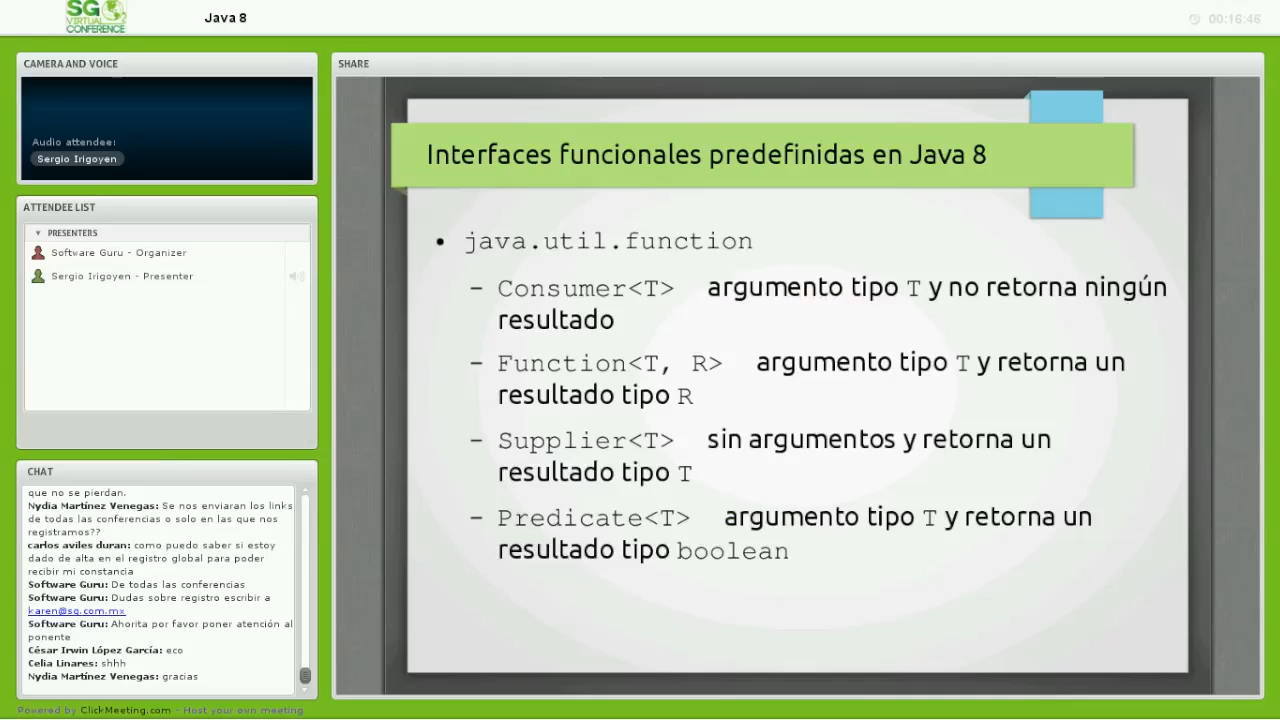 SG
VIRTUAL
CONFERENCE
Java 8
00:16:46
CAMERA AND VOICE
Audio attendee:
Sergio Irigoyen
ATTENDEE LIST
PRESENTERS
Software Guru - Organizer
Sergio Irigoyen - Presenter
CHAT
que no se pierdan.
Nydia Martínez Venegas: Se nos enviaran los links
de todas las conferencias o solo en las que nos
registramos??
carlos aviles duran: como puedo saber si estoy
dado de alta en el registro global para poder
recibir mi constancia
Software Guru: De todas las conferencias
Software Guru: Dudas sobre registro escribir a
karen@sg.com.mx
Software Guru: Ahorita por favor poner atención al
ponente
César Irwin López García: eco
Celia Linares: shhh
Nydia Martínez Venegas: gracias
SHARE
Interfaces funcionales predefinidas en Java 8
• java.util.function
– Consumer<T> argumento tipo T y no retorna ningún
resultado
– Function<T, R> argumento tipo T y retorna un
resultado tipo R
– Supplier<T> sin argumentos y retorna un
resultado tipo T
– Predicate<T> argumento tipo T y retorna un
resultado tipo boolean
Powered by ClickMeeting.com - Host your own meeting